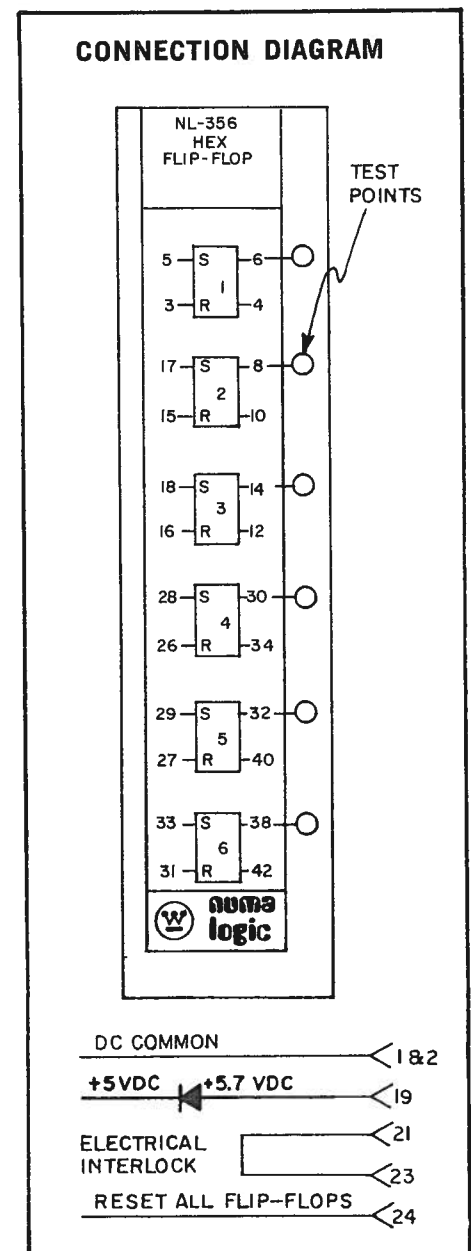 CONNECTION DIAGRAM
NL-356
HEX
FLIP-FLOP
TEST
POINTS
5 S 6
1
3 R 4
17 S 8
2
15 R 10
18 S 14
3
16 R 12
28 S 30
4
26 R 34
29 S 32
5
27 R 40
33 S 38
6
31 R 42
W numa
logic
DC COMMON 1 & 2
+5VDC +5.7 VDC 19
21
ELECTRICAL
INTERLOCK
23
RESET ALL FLIP-FLOPS 24